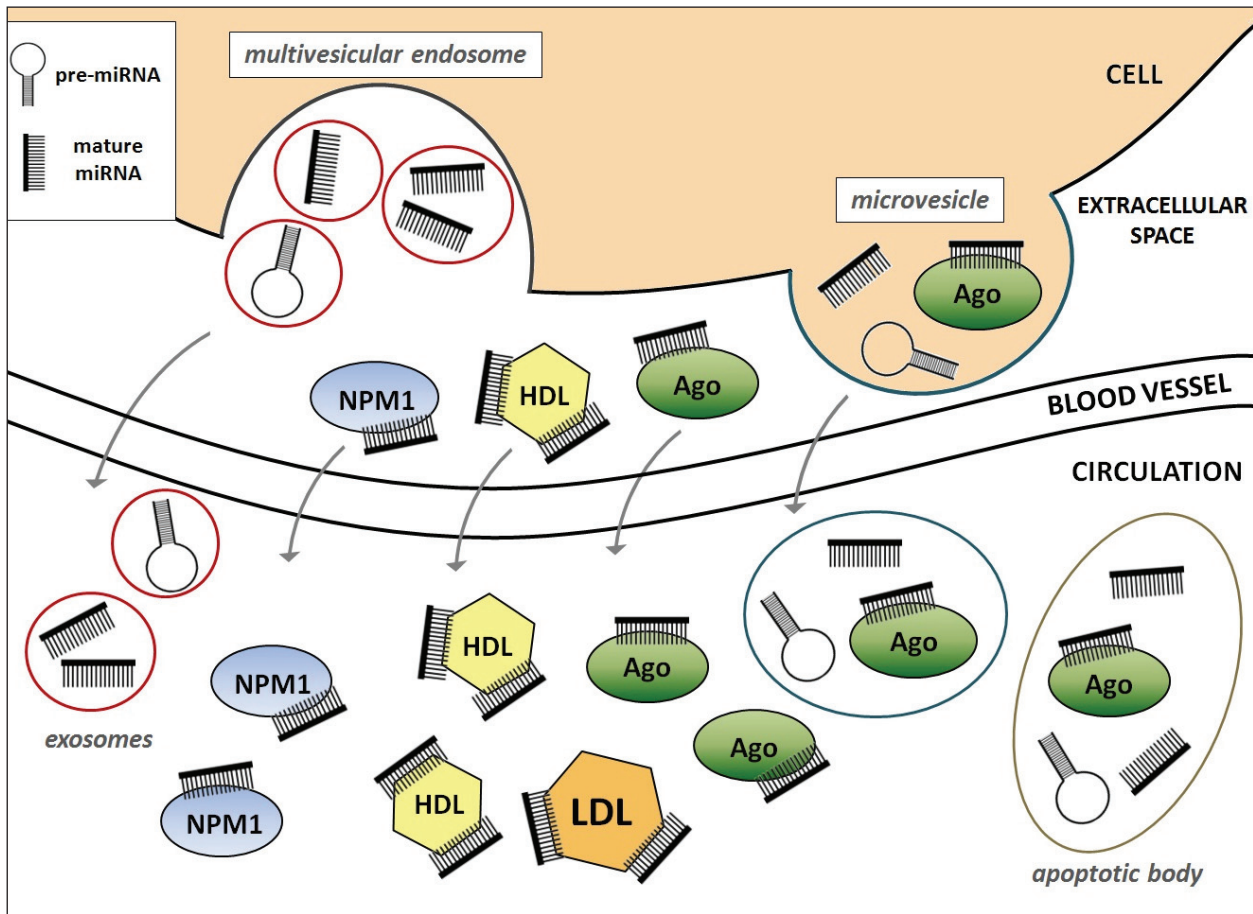 pre-miRNA
mature
miRNA
multivesicular endosome
CELL
microvesicle
EXTRACELLULAR
SPACE
Ago
NPM1
HDL
Ago
BLOOD VESSEL
CIRCULATION
HDL
Ago
Ago
NPM1
Ago
exosomes
Ago
NPM1
HDL
LDL
apoptotic body